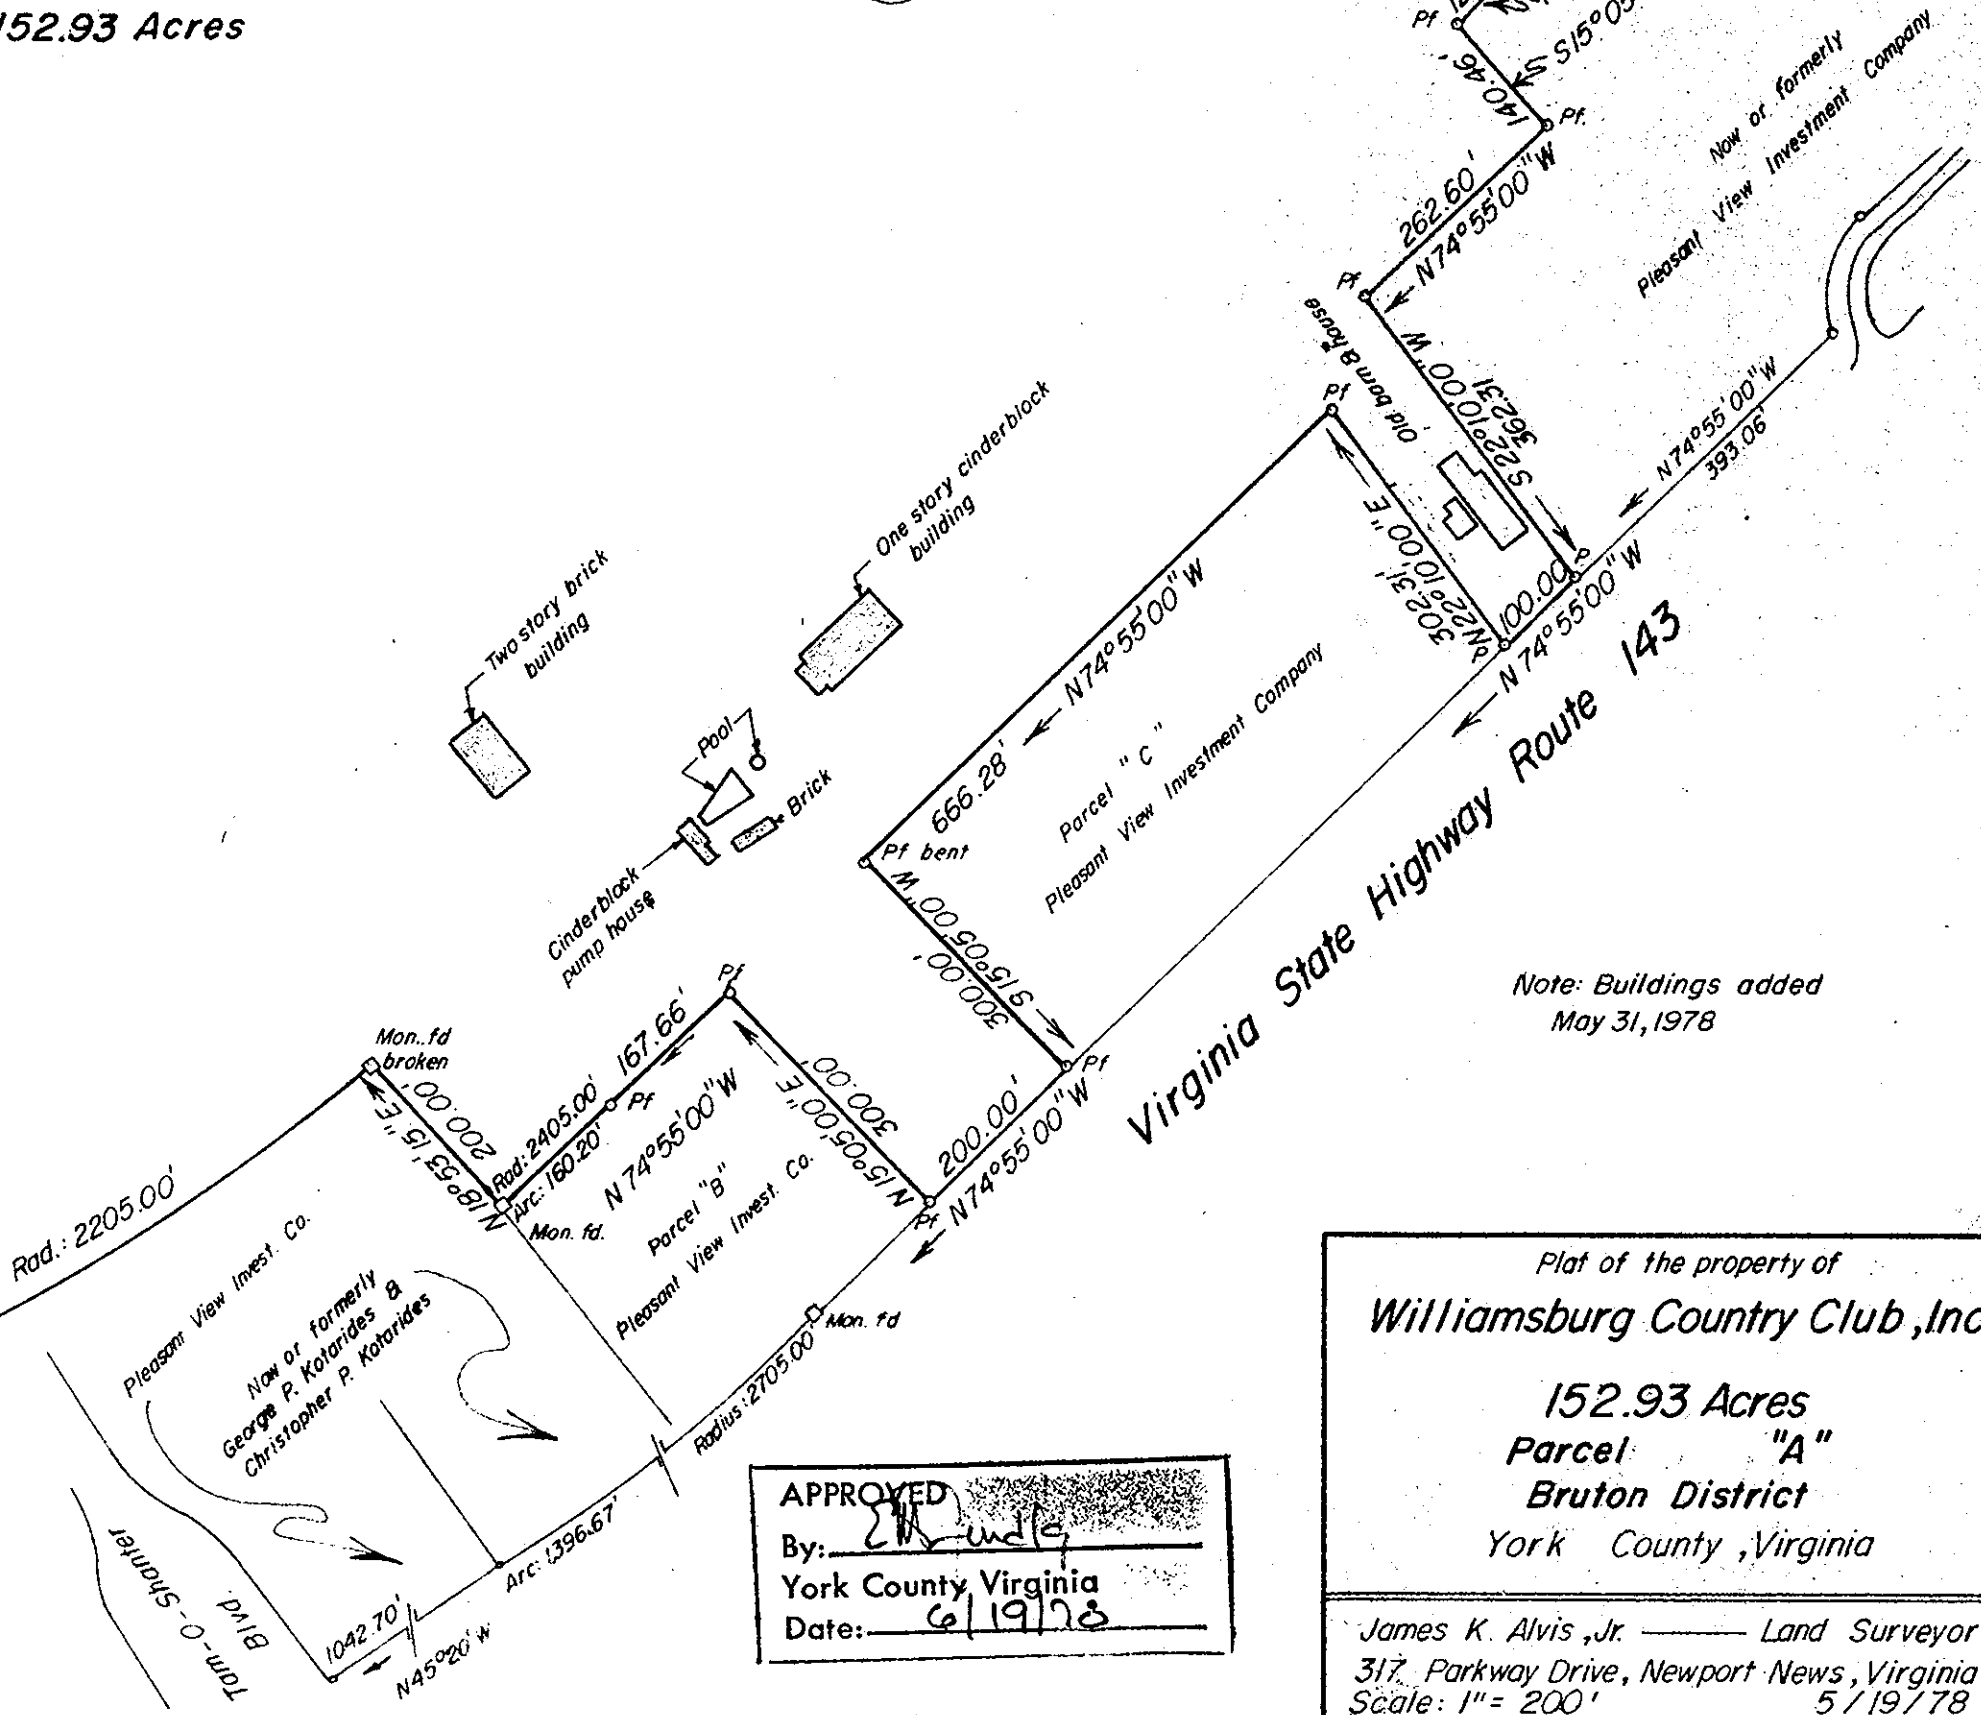 152.93 Acres
Pf
140.46'
S 15°05'
Pf.
262.60'
N74°55'00"W
Now or formerly
Pleasant View Investment Company
Pf
Old barn & house
S22°10'00"W
362.31
N74°55'00"W
393.06'
Pf
N22°10'00"E
302.31'
P
100.00'
P
N74°55'00"W
One story cinderblock
building
Two story brick
building
Pool
Brick
Cinderblock
pump house
N74°55'00"W
666.28'
Parcel "C"
Pleasant View Investment Company
Pf bent
S15°05'00"W
300.00'
Pf
200.00'
N74°55'00"W
Virginia State Highway Route 143
Note: Buildings added
May 31, 1978
Mon. fd
broken
N18°53'15"E
200.00'
Pf
167.66'
Rad: 2405.00'
Arc: 160.20'
Pf
N74°55'00"W
N15°05'00"E
300.00'
Parcel "B"
Pleasant View Invest. Co.
Mon. fd.
Pf
Mon. fd
Radius: 2705.00'
Rad.: 2205.00'
Pleasant View Invest. Co.
Now or formerly
George P. Kotarides &
Christopher P. Kotarides
Arc: 1396.67'
1042.70'
N45°20'W
Tam-O-Shanter
Blvd.
APPROVED
By:
York County, Virginia
Date: 6/19/78
Plat of the property of
Williamsburg Country Club, Inc
152.93 Acres
Parcel "A"
Bruton District
York County, Virginia
James K. Alvis, Jr. —— Land Surveyor
317 Parkway Drive, Newport News, Virginia
Scale: 1"= 200' 5/19/78